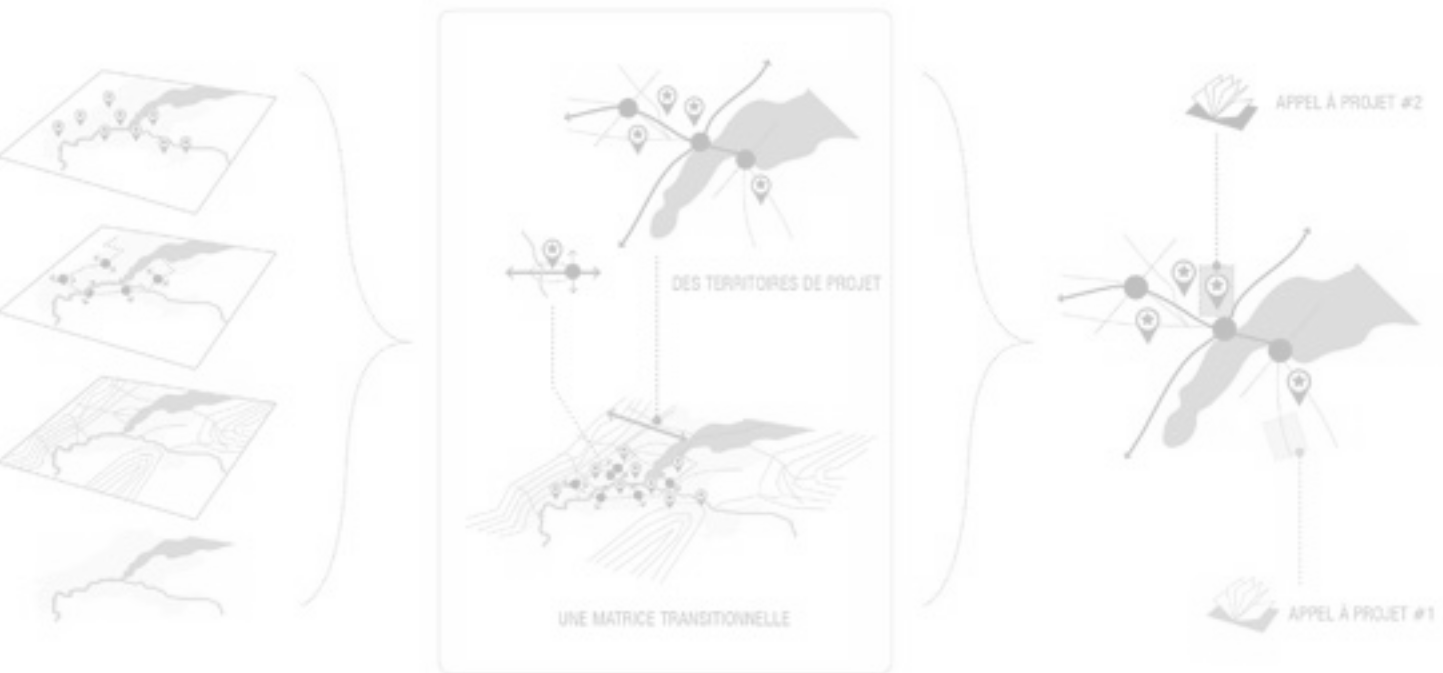 APPEL À PROJET #2
DES TERRITOIRES DE PROJET
UNE MATRICE TRANSITIONNELLE
APPEL À PROJET #1